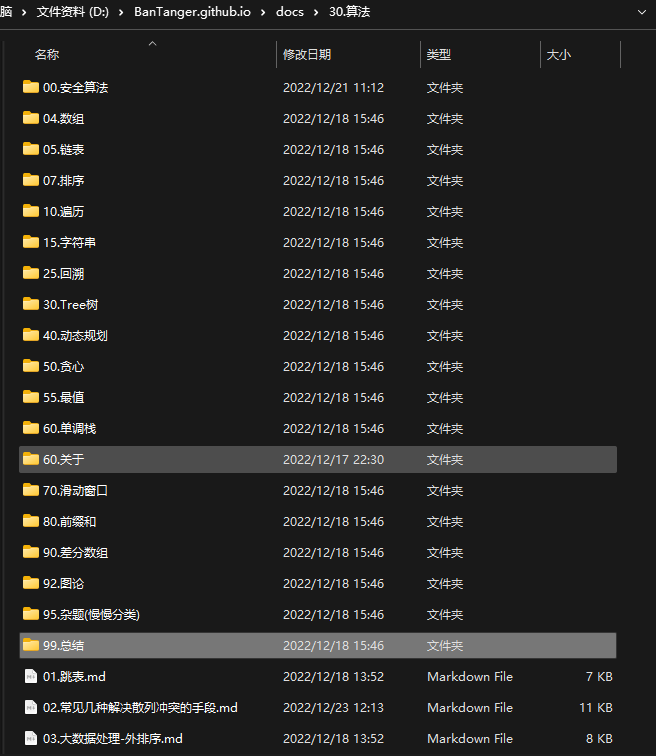 脑 › 文件资料 (D:) › BanTanger.github.io › docs › 30.算法
名称 修改日期 类型 大小
00.安全算法 2022/12/21 11:12 文件夹
04.数组 2022/12/18 15:46 文件夹
05.链表 2022/12/18 15:46 文件夹
07.排序 2022/12/18 15:46 文件夹
10.遍历 2022/12/18 15:46 文件夹
15.字符串 2022/12/18 15:46 文件夹
25.回溯 2022/12/18 15:46 文件夹
30.Tree树 2022/12/18 15:46 文件夹
40.动态规划 2022/12/18 15:46 文件夹
50.贪心 2022/12/18 15:46 文件夹
55.最值 2022/12/18 15:46 文件夹
60.单调栈 2022/12/18 15:46 文件夹
60.关于 2022/12/17 22:30 文件夹
70.滑动窗口 2022/12/18 15:46 文件夹
80.前缀和 2022/12/18 15:46 文件夹
90.差分数组 2022/12/18 15:46 文件夹
92.图论 2022/12/18 15:46 文件夹
95.杂题(慢慢分类) 2022/12/18 15:46 文件夹
99.总结 2022/12/18 15:46 文件夹
01.跳表.md 2022/12/18 13:52 Markdown File 7 KB
02.常见几种解决散列冲突的手段.md 2022/12/23 12:13 Markdown File 11 KB
03.大数据处理-外排序.md 2022/12/18 13:52 Markdown File 8 KB